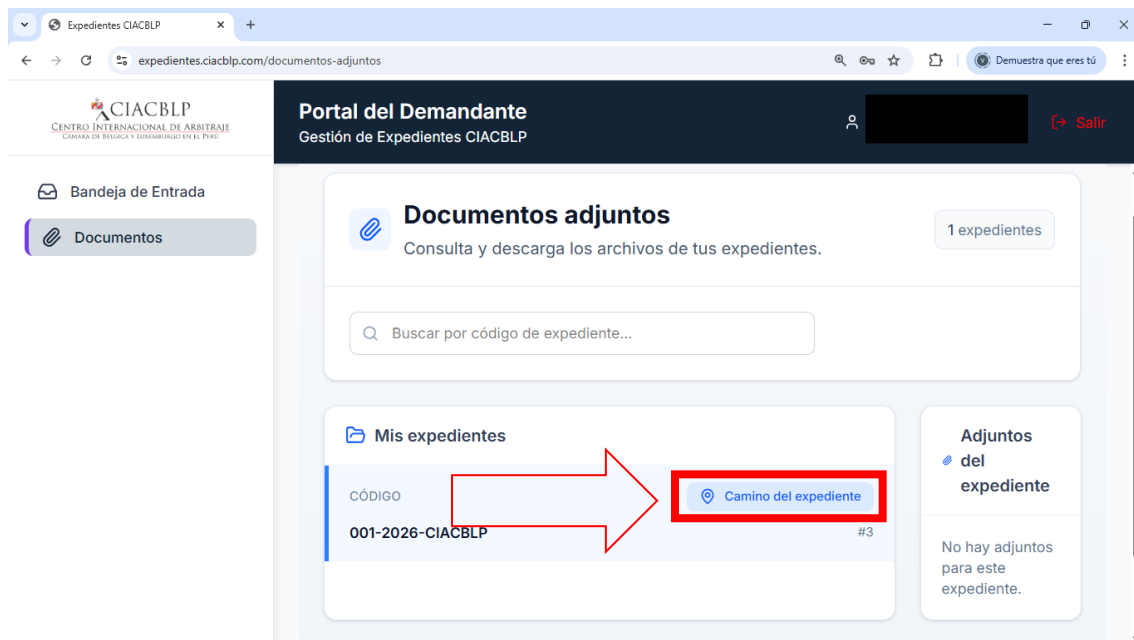 Expedientes CIACBLP
expedientes.ciacblp.com/documentos-adjuntos
Demuestra que eres tú
CIACBLP
CENTRO INTERNACIONAL DE ARBITRAJE
CÁMARA DE BÉLGICA Y LUXEMBURGO EN EL PERÚ
Portal del Demandante
Gestión de Expedientes CIACBLP
Salir
Bandeja de Entrada
Documentos
Documentos adjuntos
Consulta y descarga los archivos de tus expedientes.
1 expedientes
Buscar por código de expediente...
Mis expedientes
CÓDIGO
Camino del expediente
001-2026-CIACBLP
#3
Adjuntos
del
expediente
No hay adjuntos
para este
expediente.